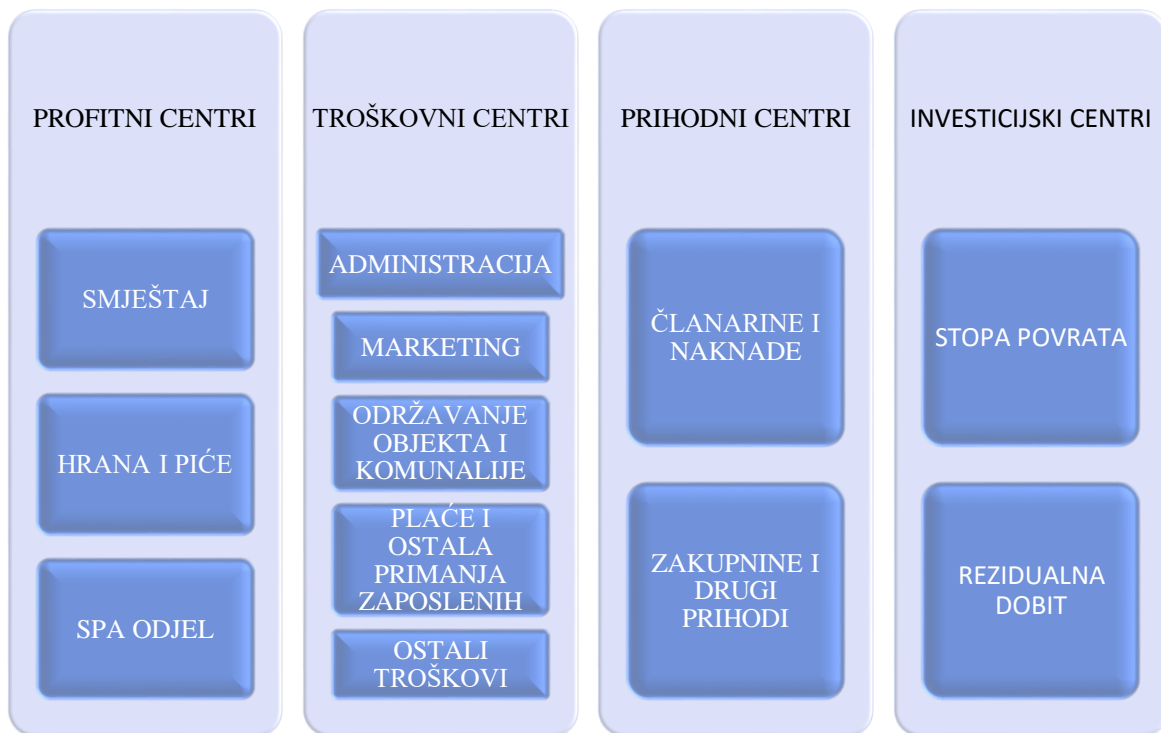 PROFITNI CENTRI
SMJEŠTAJ
HRANA I PIĆE
SPA ODJEL
TROŠKOVNI CENTRI
ADMINISTRACIJA
MARKETING
ODRŽAVANJE
OBJEKTA I
KOMUNALIJE
PLAĆE I
OSTALA
PRIMANJA
ZAPOSLENIH
OSTALI
TROŠKOVI
PRIHODNI CENTRI
ČLANARINE I
NAKNADE
ZAKUPNINE I
DRUGI
PRIHODI
INVESTICIJSKI CENTRI
STOPA POVRATA
REZIDUALNA
DOBIT